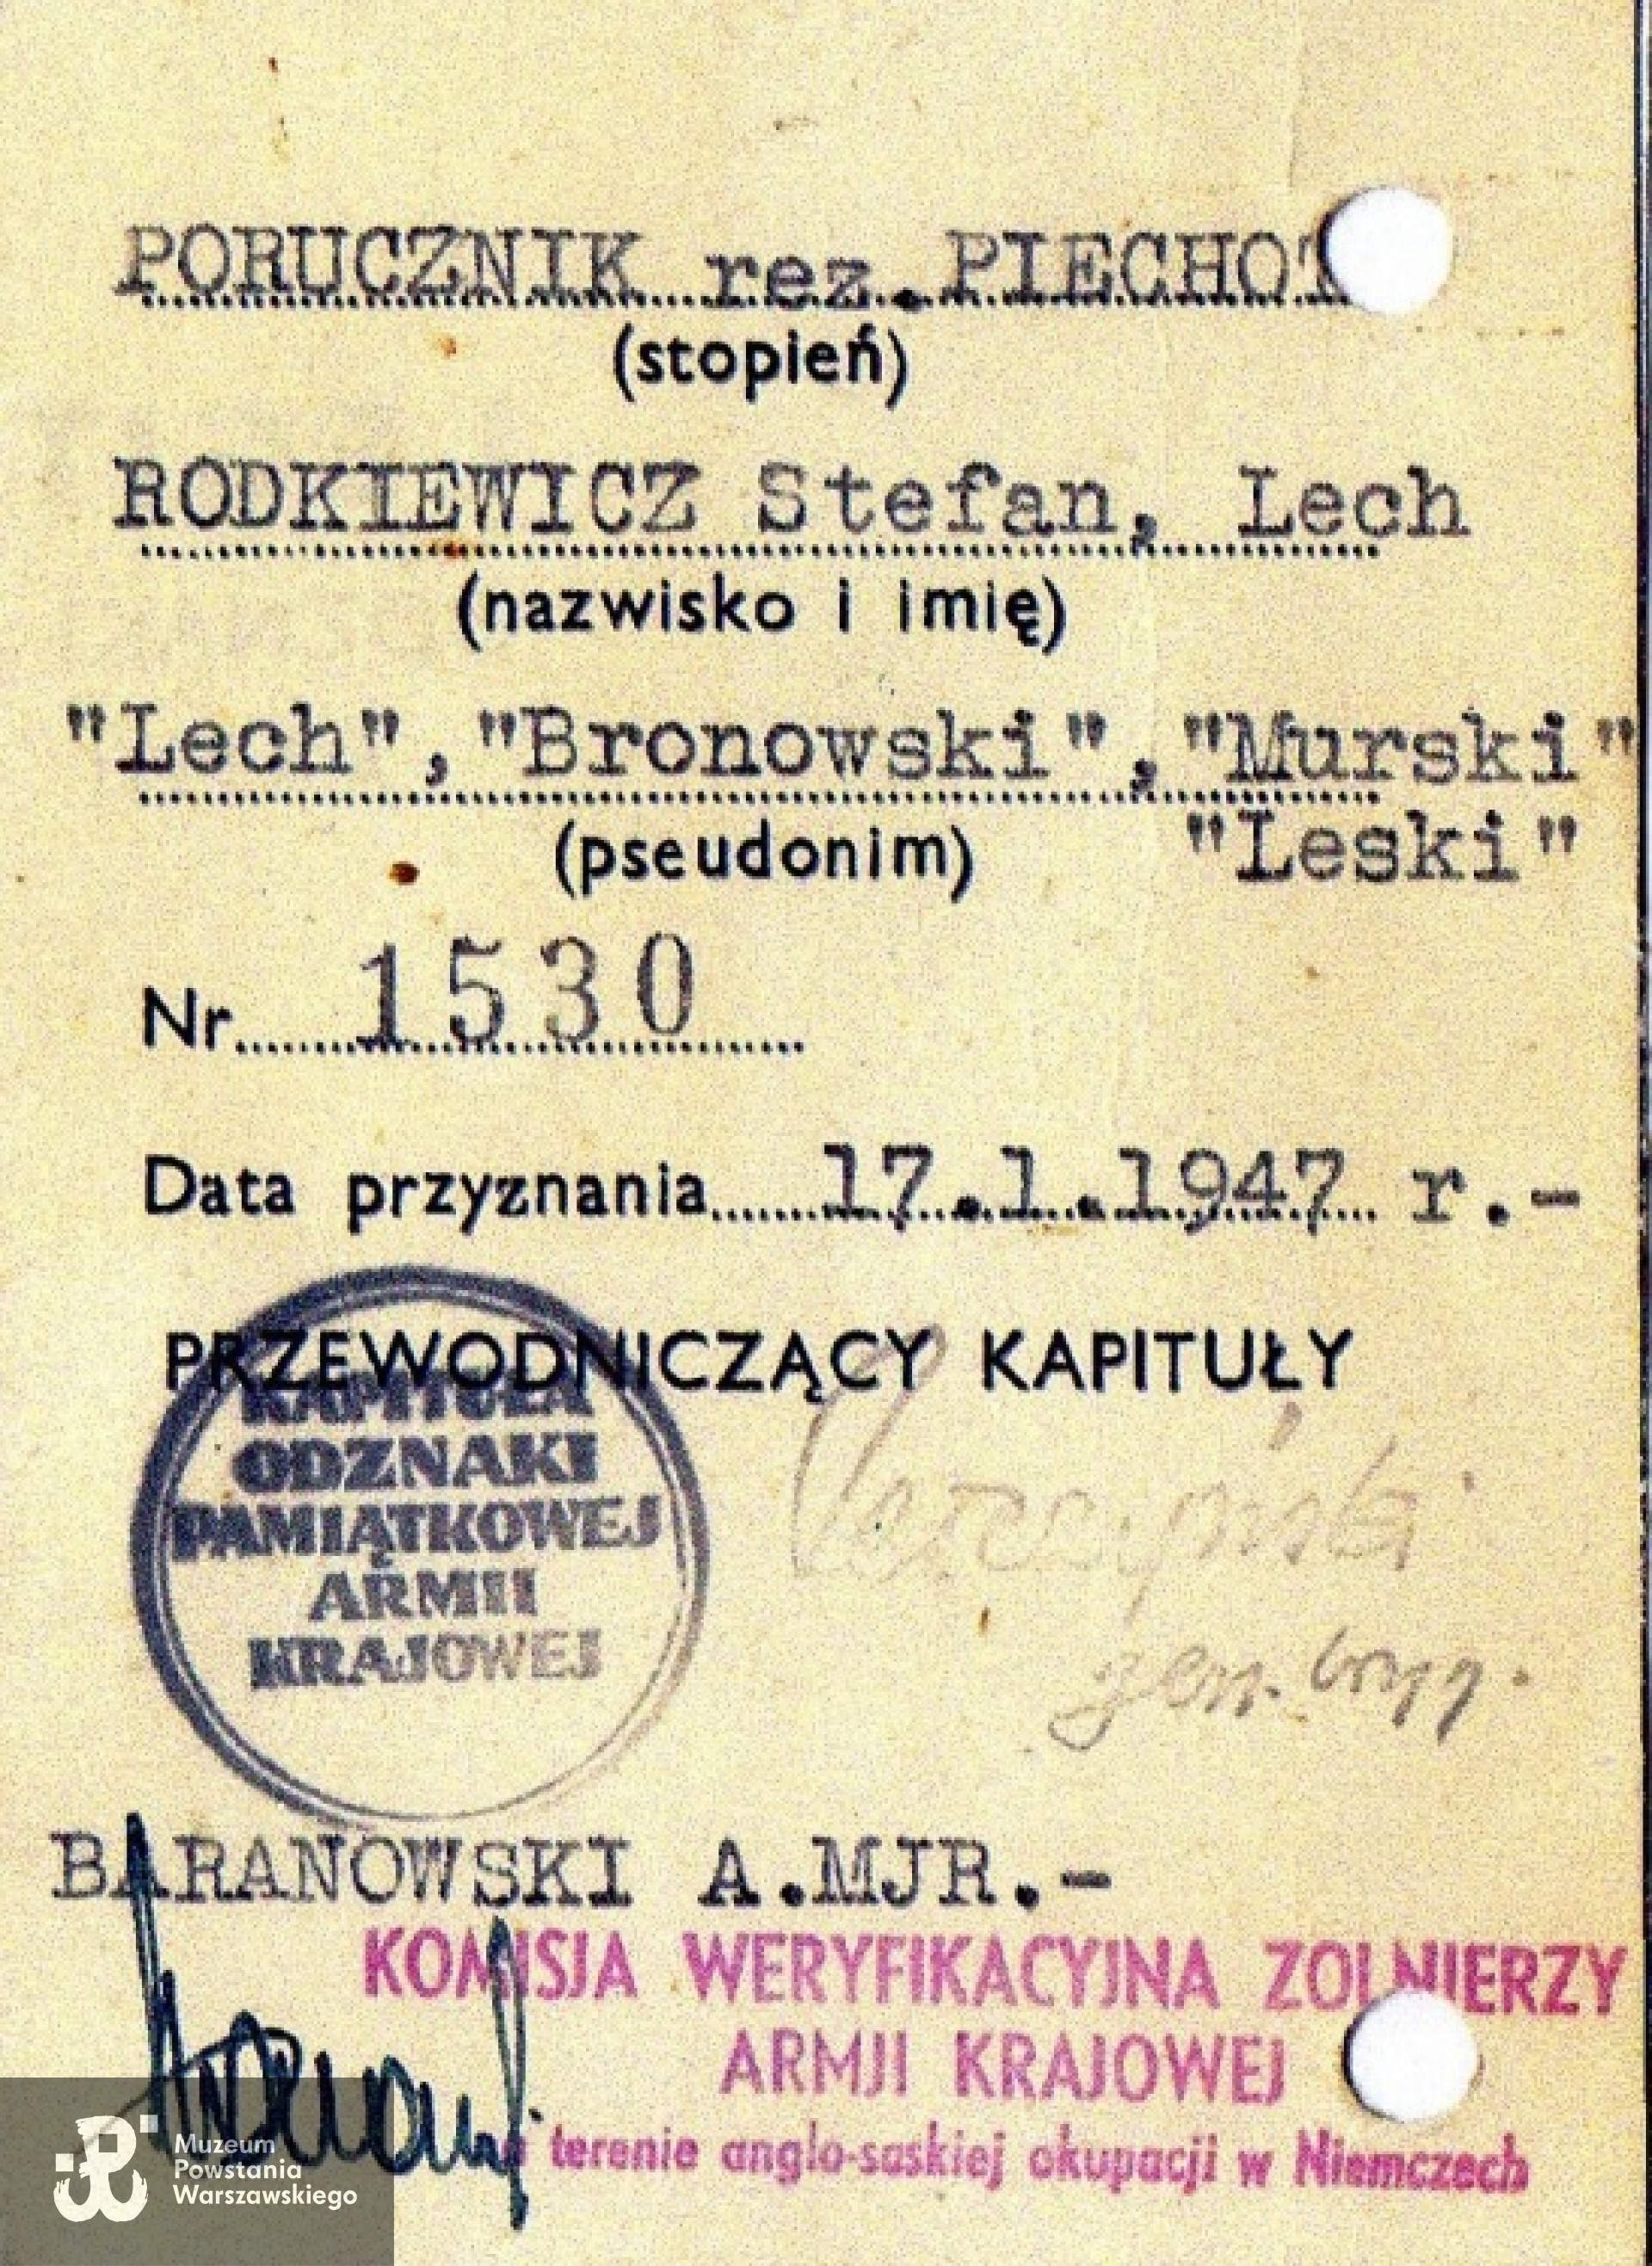 PORUCZNIK rez. PIECHOT
(stopień)
RODKIEWICZ Stefan, Lech
(nazwisko i imię)
"Lech", "Bronowski", "Murski"
"Leski"
(pseudonim)
Nr 1530
Data przyznania 17.1.1947 r.-
PRZEWODNICZĄCY KAPITUŁY
KAPITUŁA
ODZNAKI
PAMIĄTKOWEJ
ARMII
KRAJOWEJ
gen. bryg.
BARANOWSKI A.MJR.-
KOMISJA WERYFIKACYJNA ZOLNIERZY
ARMJI KRAJOWEJ
terenie anglo-saskiej okupacji w Niemczech
Muzeum
Powstania
Warszawskiego